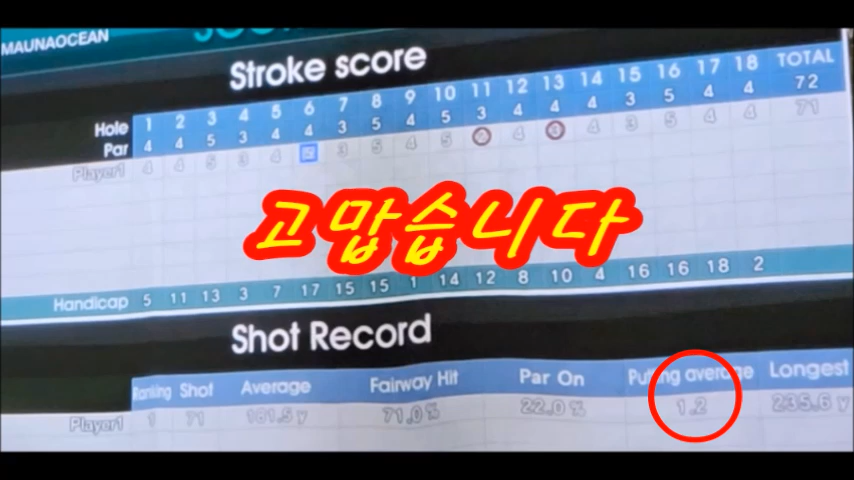 MAUNAOCEAN
Stroke score
Hole 1 2 3 4 5 6 7 8 9 10 11 12 13 14 15 16 17 18 TOTAL
Par 4 4 5 3 4 4 3 5 4 5 3 4 4 4 3 5 4 4 72
Player1 4 4 5 3 4 5 3 5 4 5 2 4 3 4 3 5 4 4 71
고맙습니다
Handicap 5 11 13 3 7 17 15 15 1 14 12 8 10 4 16 16 18 2
Shot Record
Ranking Shot Average Fairway Hit Par On Putting average Longest
Player1 1 71 181.5 y 71.0 % 22.0 % 1.2 235.6 y